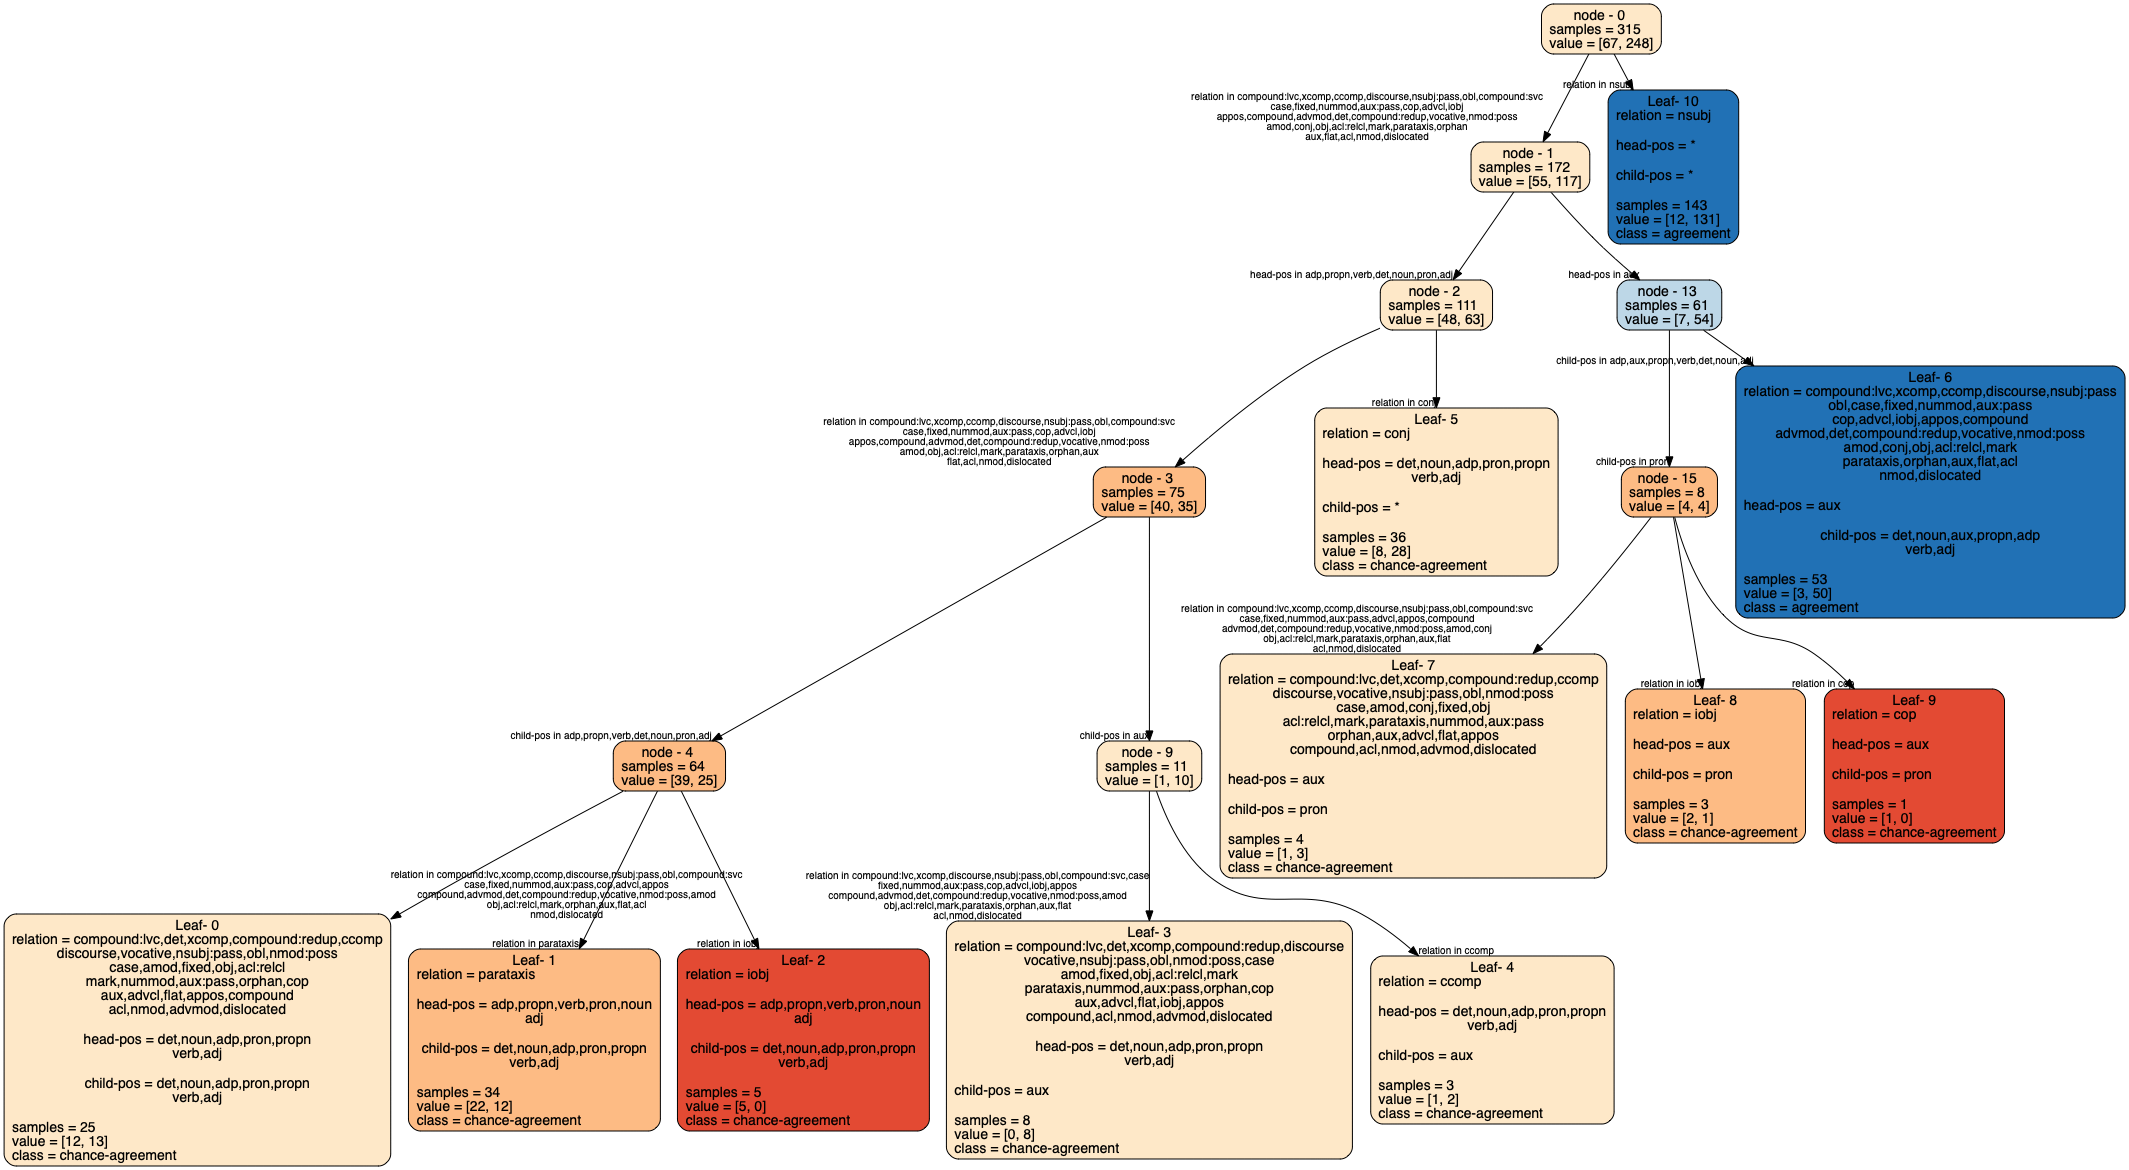 node - 0
samples = 315
value = [67, 248]
relation in nsubj
relation in compound:lvc,xcomp,ccomp,discourse,nsubj:pass,obl,compound:svc
case,fixed,nummod,aux:pass,cop,advcl,iobj
appos,compound,advmod,det,compound:redup,vocative,nmod:poss
amod,conj,obj,acl:relcl,mark,parataxis,orphan
aux,flat,acl,nmod,dislocated
Leaf- 10
relation = nsubj
head-pos = *
child-pos = *
samples = 143
value = [12, 131]
class = agreement
node - 1
samples = 172
value = [55, 117]
head-pos in adp,propn,verb,det,noun,pron,adj
head-pos in aux
node - 2
samples = 111
value = [48, 63]
node - 13
samples = 61
value = [7, 54]
child-pos in adp,aux,propn,verb,det,noun,adj
relation in compound:lvc,xcomp,ccomp,discourse,nsubj:pass,obl,compound:svc
case,fixed,nummod,aux:pass,cop,advcl,iobj
appos,compound,advmod,det,compound:redup,vocative,nmod:poss
amod,obj,acl:relcl,mark,parataxis,orphan,aux
flat,acl,nmod,dislocated
relation in conj
child-pos in pron
Leaf- 5
relation = conj
head-pos = det,noun,adp,pron,propn
verb,adj
child-pos = *
samples = 36
value = [8, 28]
class = chance-agreement
Leaf- 6
relation = compound:lvc,xcomp,ccomp,discourse,nsubj:pass
obl,case,fixed,nummod,aux:pass
cop,advcl,iobj,appos,compound
advmod,det,compound:redup,vocative,nmod:poss
amod,conj,obj,acl:relcl,mark
parataxis,orphan,aux,flat,acl
nmod,dislocated
head-pos = aux
child-pos = det,noun,aux,propn,adp
verb,adj
samples = 53
value = [3, 50]
class = agreement
node - 3
samples = 75
value = [40, 35]
node - 15
samples = 8
value = [4, 4]
relation in compound:lvc,xcomp,ccomp,discourse,nsubj:pass,obl,compound:svc
case,fixed,nummod,aux:pass,advcl,appos,compound
advmod,det,compound:redup,vocative,nmod:poss,amod,conj
obj,acl:relcl,mark,parataxis,orphan,aux,flat
acl,nmod,dislocated
relation in iobj
relation in cop
Leaf- 7
relation = compound:lvc,det,xcomp,compound:redup,ccomp
discourse,vocative,nsubj:pass,obl,nmod:poss
case,amod,conj,fixed,obj
acl:relcl,mark,parataxis,nummod,aux:pass
orphan,aux,advcl,flat,appos
compound,acl,nmod,advmod,dislocated
head-pos = aux
child-pos = pron
samples = 4
value = [1, 3]
class = chance-agreement
Leaf- 8
relation = iobj
head-pos = aux
child-pos = pron
samples = 3
value = [2, 1]
class = chance-agreement
Leaf- 9
relation = cop
head-pos = aux
child-pos = pron
samples = 1
value = [1, 0]
class = chance-agreement
child-pos in adp,propn,verb,det,noun,pron,adj
child-pos in aux
node - 4
samples = 64
value = [39, 25]
node - 9
samples = 11
value = [1, 10]
relation in compound:lvc,xcomp,ccomp,discourse,nsubj:pass,obl,compound:svc
case,fixed,nummod,aux:pass,cop,advcl,appos
compound,advmod,det,compound:redup,vocative,nmod:poss,amod
obj,acl:relcl,mark,orphan,aux,flat,acl
nmod,dislocated
relation in parataxis
relation in iobj
relation in compound:lvc,xcomp,discourse,nsubj:pass,obl,compound:svc,case
fixed,nummod,aux:pass,cop,advcl,iobj,appos
compound,advmod,det,compound:redup,vocative,nmod:poss,amod
obj,acl:relcl,mark,parataxis,orphan,aux,flat
acl,nmod,dislocated
relation in ccomp
Leaf- 0
relation = compound:lvc,det,xcomp,compound:redup,ccomp
discourse,vocative,nsubj:pass,obl,nmod:poss
case,amod,fixed,obj,acl:relcl
mark,nummod,aux:pass,orphan,cop
aux,advcl,flat,appos,compound
acl,nmod,advmod,dislocated
head-pos = det,noun,adp,pron,propn
verb,adj
child-pos = det,noun,adp,pron,propn
verb,adj
samples = 25
value = [12, 13]
class = chance-agreement
Leaf- 1
relation = parataxis
head-pos = adp,propn,verb,pron,noun
adj
child-pos = det,noun,adp,pron,propn
verb,adj
samples = 34
value = [22, 12]
class = chance-agreement
Leaf- 2
relation = iobj
head-pos = adp,propn,verb,pron,noun
adj
child-pos = det,noun,adp,pron,propn
verb,adj
samples = 5
value = [5, 0]
class = chance-agreement
Leaf- 3
relation = compound:lvc,det,xcomp,compound:redup,discourse
vocative,nsubj:pass,obl,nmod:poss,case
amod,fixed,obj,acl:relcl,mark
parataxis,nummod,aux:pass,orphan,cop
aux,advcl,flat,iobj,appos
compound,acl,nmod,advmod,dislocated
head-pos = det,noun,adp,pron,propn
verb,adj
child-pos = aux
samples = 8
value = [0, 8]
class = chance-agreement
Leaf- 4
relation = ccomp
head-pos = det,noun,adp,pron,propn
verb,adj
child-pos = aux
samples = 3
value = [1, 2]
class = chance-agreement